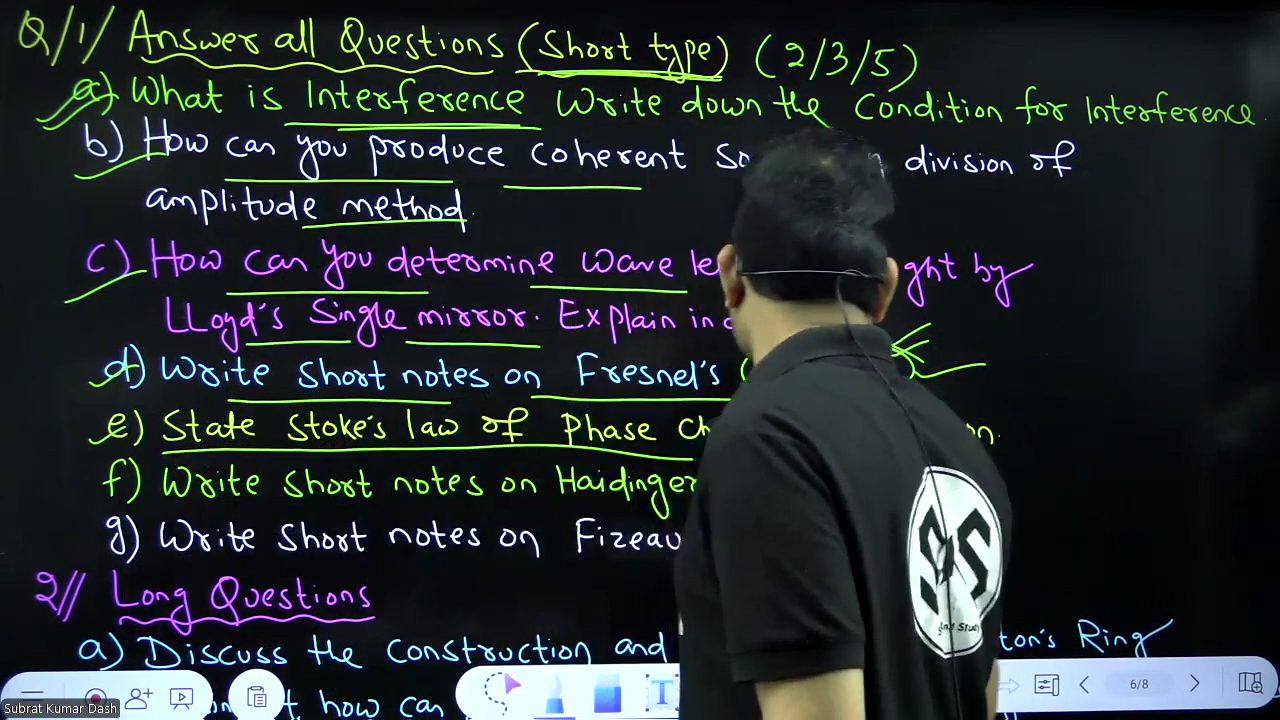 Q/1/ Answer all Questions (Short type) (2/3/5)
a) What is Interference Write down the Condition for Interference.
b) How can you produce coherent division of
amplitude method.
c) How can you determine wave ght by
LLoyd's Single mirror. Explain in
d) Write short notes on Fresnel's
e) State Stoke's law of Phase
f) Write short notes on Haidinger
g) Write short notes on Fizeau
2// Long Questions
a) Discuss the construction and ton's Ring
how can
6/8
Subrat Kumar Dash